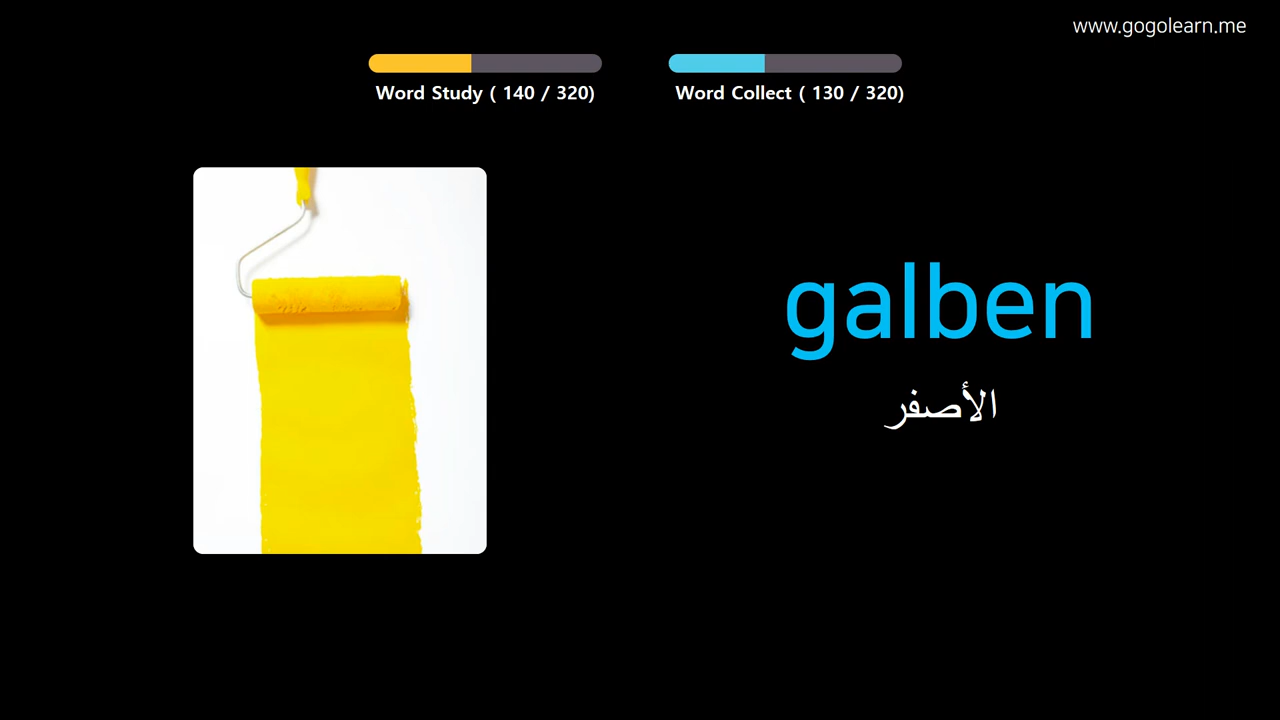 www.gogolearn.me
Word Study ( 140 / 320)
Word Collect ( 130 / 320)
galben
الأصفر